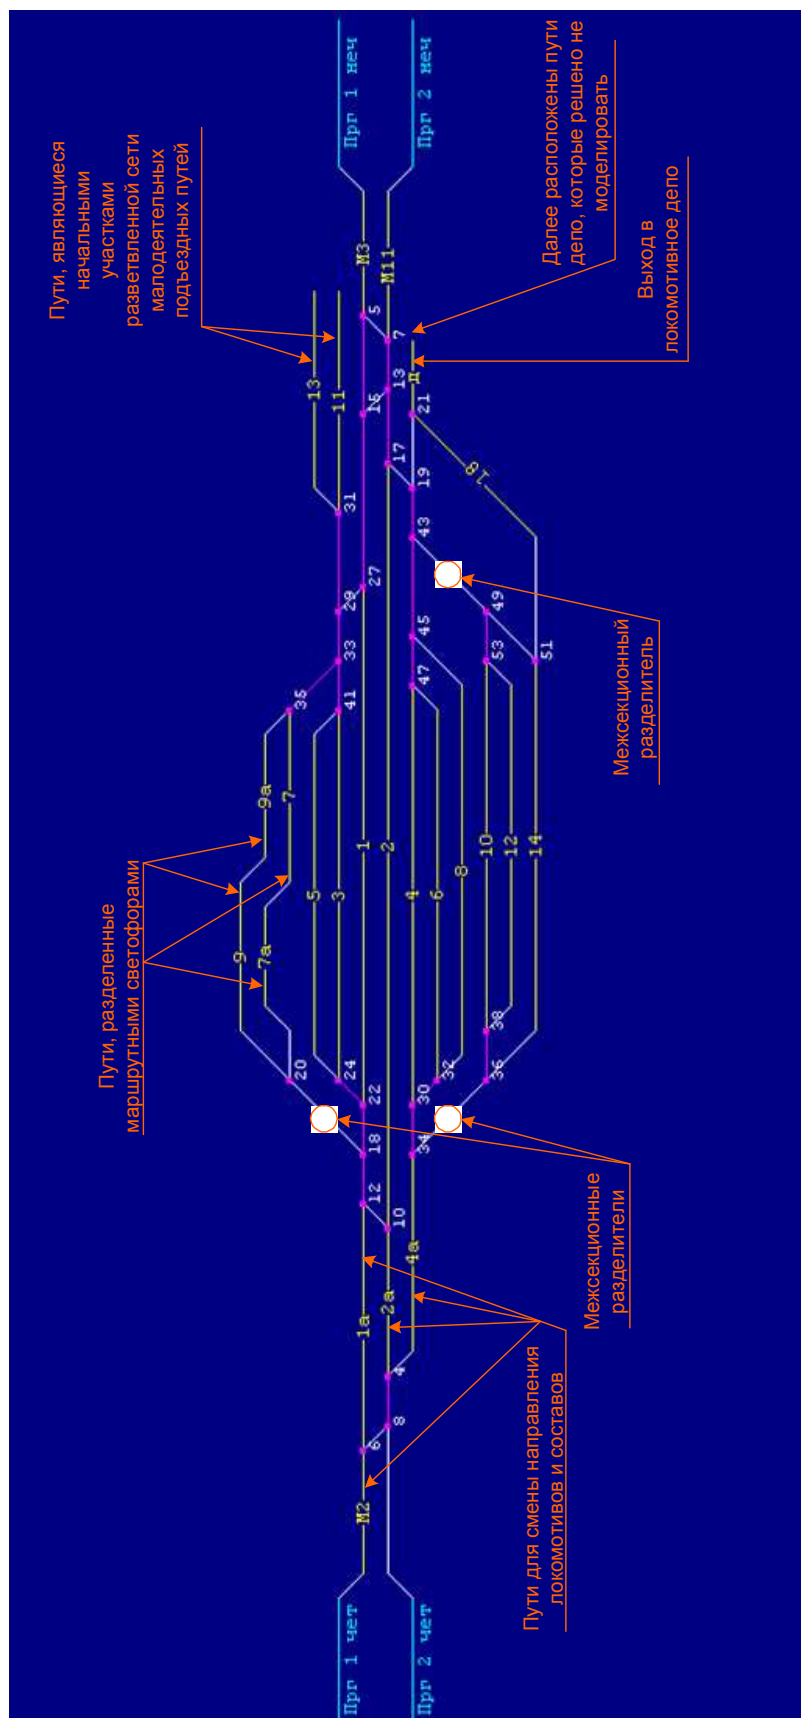 Пути, являющиеся
начальными
участками
разветвленной сети
малодеятельных
подъездных путей
Далее расположены пути
депо, которые решено не
моделировать
Выход в
локомотивное депо
Межсекционный
разделитель
Пути, разделенные
маршрутными светофорами
Межсекционные
разделители
Пути для смены направления
локомотивов и составов
Прг 1 неч
Прг 2 неч
М3
М11
5
7
13
11
13
15
Д
21
17
19
18
31
43
27
29
49
45
33
53
51
47
35
41
9а
7
1
2
10
12
14
8
5
3
4
6
9
7а
38
20
24
32
36
22
30
18
34
12
10
4а
2а
1а
4
8
6
М2
Прг 1 чет
Прг 2 чет